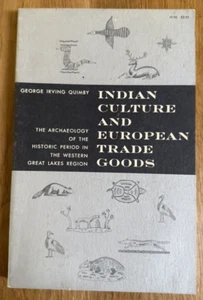 GEORGE IRVING QUIMBY
INDIAN
CULTURE
AND
EUROPEAN
TRADE
GOODS
THE ARCHAEOLOGY
OF THE
HISTORIC PERIOD IN
THE WESTERN
GREAT LAKES REGION